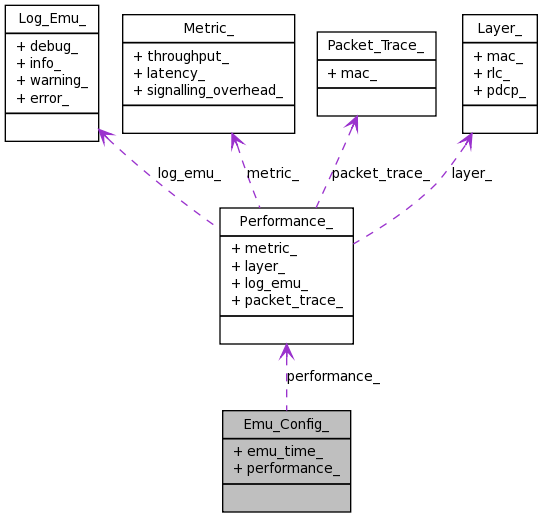 Log_Emu_
+ debug_
+ info_
+ warning_
+ error_
Metric_
+ throughput_
+ latency_
+ signalling_overhead_
Packet_Trace_
+ mac_
Layer_
+ mac_
+ rlc_
+ pdcp_
log_emu_
metric_
packet_trace_
layer_
Performance_
+ metric_
+ layer_
+ log_emu_
+ packet_trace_
performance_
Emu_Config_
+ emu_time_
+ performance_